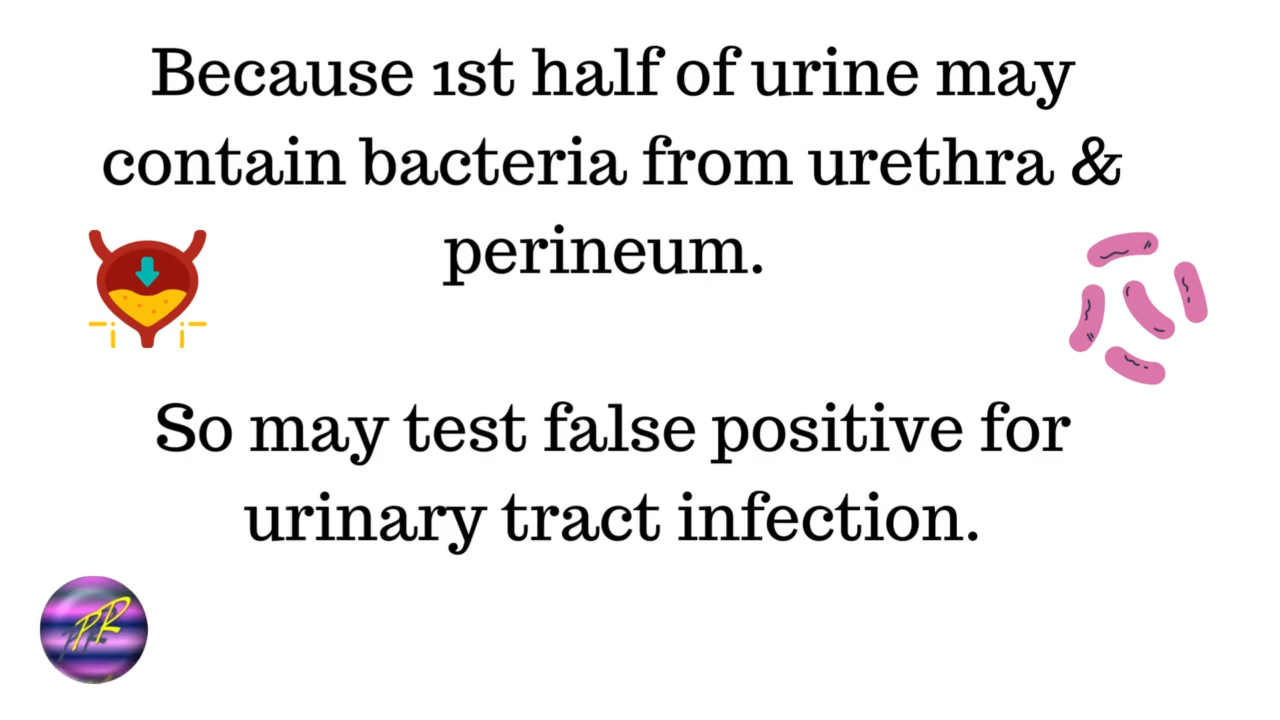 Because 1st half of urine may
contain bacteria from urethra &
perineum.
So may test false positive for
urinary tract infection.
PR